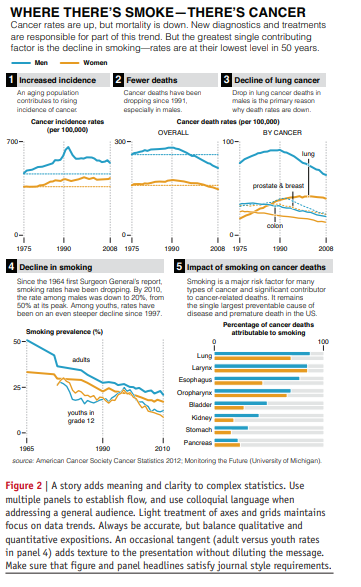 WHERE THERE'S SMOKE—THERE'S CANCER
Cancer rates are up, but mortality is down. New diagnostics and treatments
are responsible for part of this trend. But the greatest single contributing
factor is the decline in smoking—rates are at their lowest level in 50 years.
Men Women
1 Increased incidence
An aging population
contributes to rising
incidence of cancer.
Cancer incidence rates
(per 100,000)
700
0
1975 1990 2008
2 Fewer deaths
Cancer deaths have been
dropping since 1991,
especially in males.
3 Decline of lung cancer
Drop in lung cancer deaths in
males is the primary reason
why death rates are down.
Cancer death rates (per 100,000)
OVERALL
300
0
1975 1990 2008
BY CANCER
100
lung
prostate & breast
colon
0
1975 1990 2008
4 Decline in smoking
Since the 1964 first Surgeon General's report,
smoking rates have been dropping. By 2010,
the rate among males was down to 20%, from
50% at its peak. Among youths, rates have
been on an even steeper decline since 1997.
Smoking prevalence (%)
50
adults
25
youths in
grade 12
0
1965 1990 2010
5 Impact of smoking on cancer deaths
Smoking is a major risk factor for many
types of cancer and significant contributor
to cancer-related deaths. It remains
the single largest preventable cause of
disease and premature death in the US.
Percentage of cancer deaths
attributable to smoking
0 100
Lung
Larynx
Esophagus
Oropharynx
Bladder
Kidney
Stomach
Pancreas
source: American Cancer Society Cancer Statistics 2012; Monitoring the Future (University of Michigan).
Figure 2 | A story adds meaning and clarity to complex statistics. Use
multiple panels to establish flow, and use colloquial language when
addressing a general audience. Light treatment of axes and grids maintains
focus on data trends. Always be accurate, but balance qualitative and
quantitative expositions. An occasional tangent (adult versus youth rates
in panel 4) adds texture to the presentation without diluting the message.
Make sure that figure and panel headlines satisfy journal style requirements.